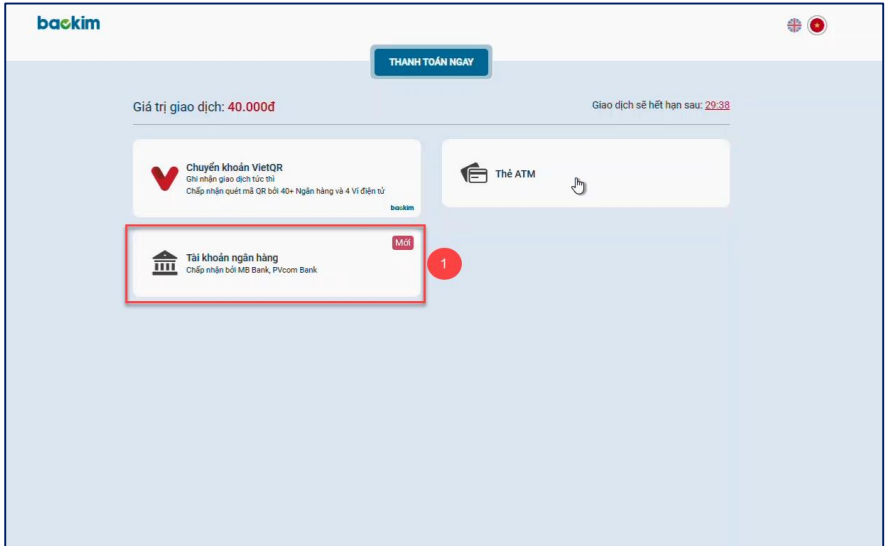 baokim
THANH TOÁN NGAY
Giá trị giao dịch: 40.000đ
Giao dịch sẽ hết hạn sau: 29:38
Chuyển khoản VietQR
Ghi nhận giao dịch tức thì
Chấp nhận quét mã QR bởi 40+ Ngân hàng và 4 Ví điện tử
baokim
Thẻ ATM
Mới
Tài khoản ngân hàng
Chấp nhận bởi MB Bank, PVcom Bank
1